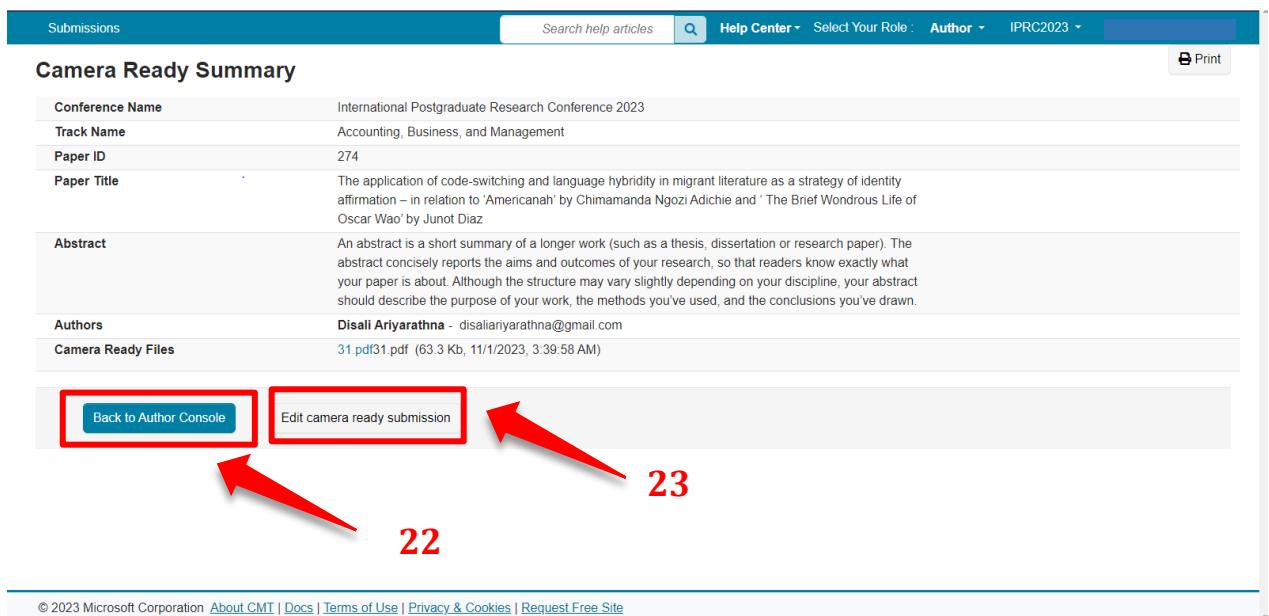 Submissions
Search help articles
Help Center
Select Your Role :
Author
IPRC2023
Camera Ready Summary
Print
Conference Name
International Postgraduate Research Conference 2023
Track Name
Accounting, Business, and Management
Paper ID
274
Paper Title
The application of code-switching and language hybridity in migrant literature as a strategy of identity
affirmation – in relation to 'Americanah' by Chimamanda Ngozi Adichie and ' The Brief Wondrous Life of
Oscar Wao' by Junot Diaz
Abstract
An abstract is a short summary of a longer work (such as a thesis, dissertation or research paper). The
abstract concisely reports the aims and outcomes of your research, so that readers know exactly what
your paper is about. Although the structure may vary slightly depending on your discipline, your abstract
should describe the purpose of your work, the methods you've used, and the conclusions you've drawn.
Authors
Disali Ariyarathna - disaliariyarathna@gmail.com
Camera Ready Files
31.pdf31.pdf (63.3 Kb, 11/1/2023, 3:39:58 AM)
Back to Author Console
Edit camera ready submission
23
22
© 2023 Microsoft Corporation About CMT | Docs | Terms of Use | Privacy & Cookies | Request Free Site